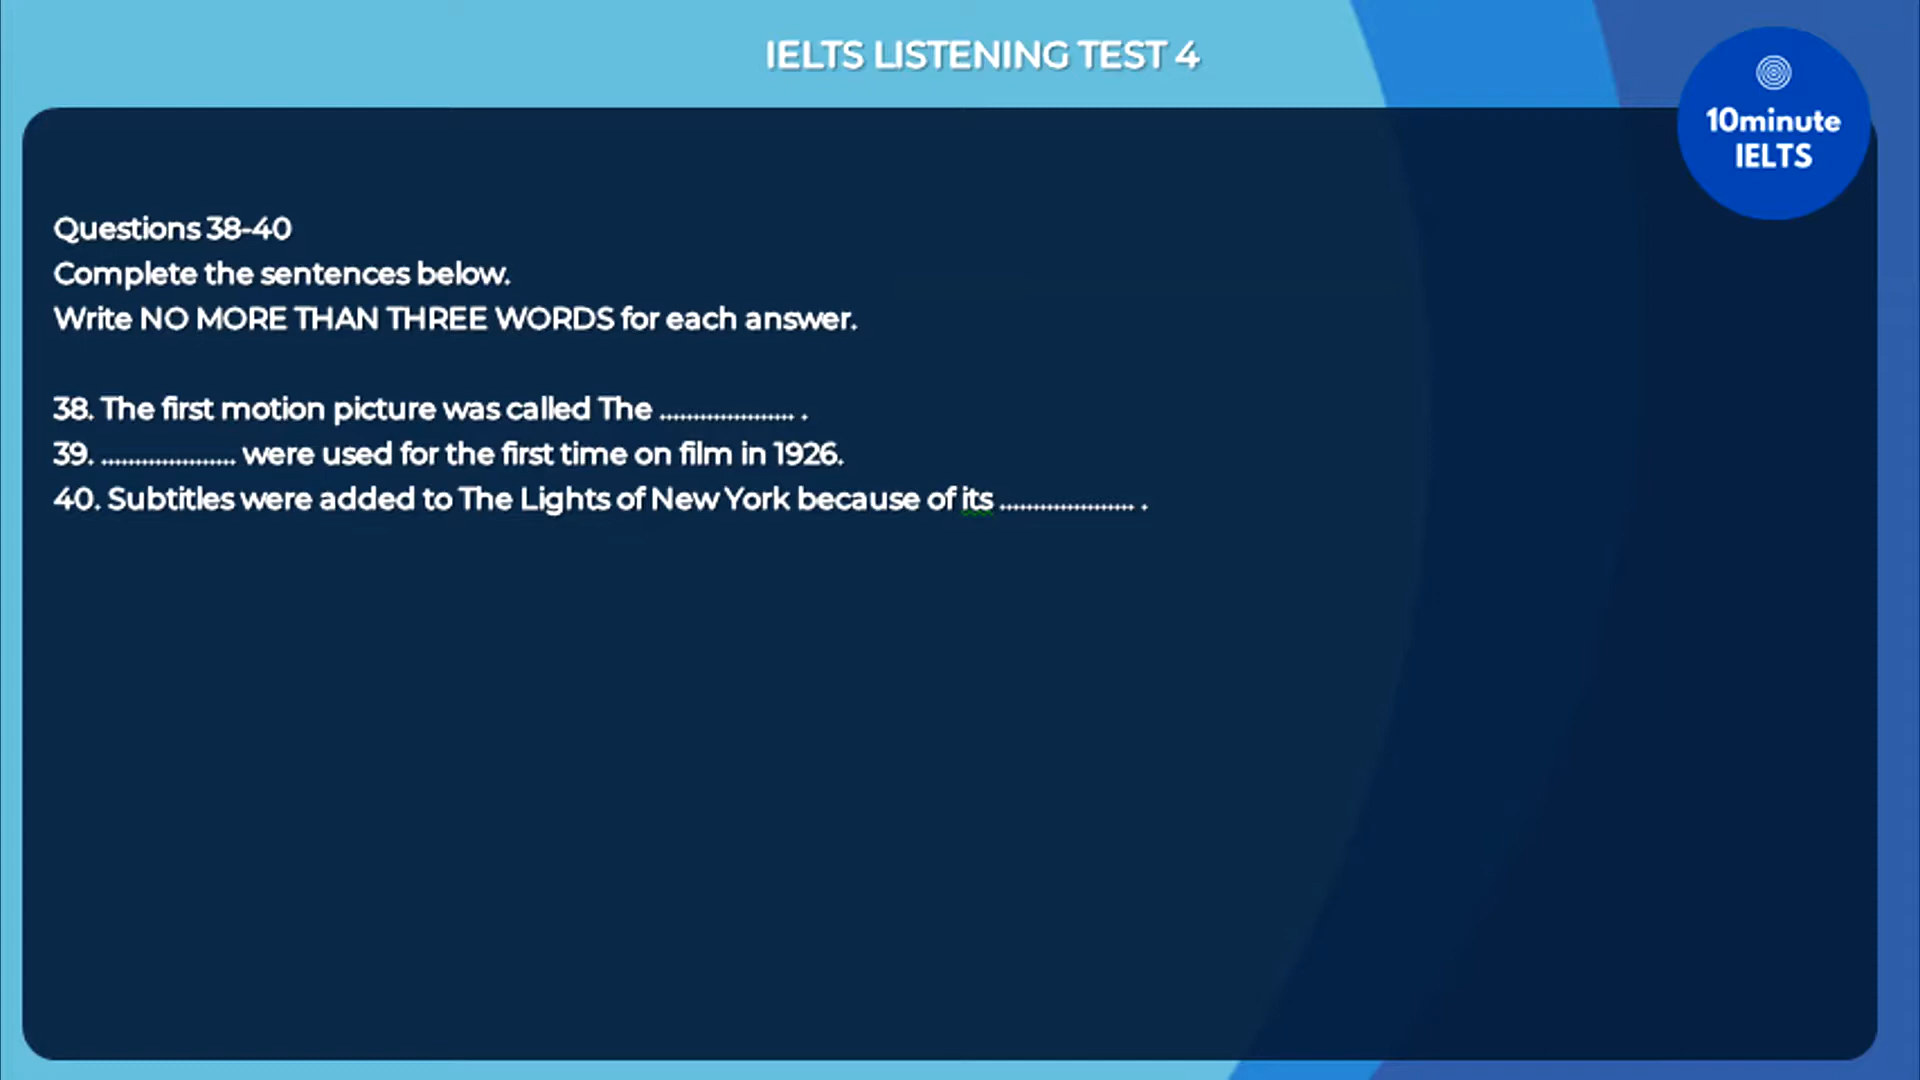 IELTS LISTENING TEST 4
10minute
IELTS
Questions 38-40
Complete the sentences below.
Write NO MORE THAN THREE WORDS for each answer.
38. The first motion picture was called The .................... .
39. .................... were used for the first time on film in 1926.
40. Subtitles were added to The Lights of New York because of its .................... .